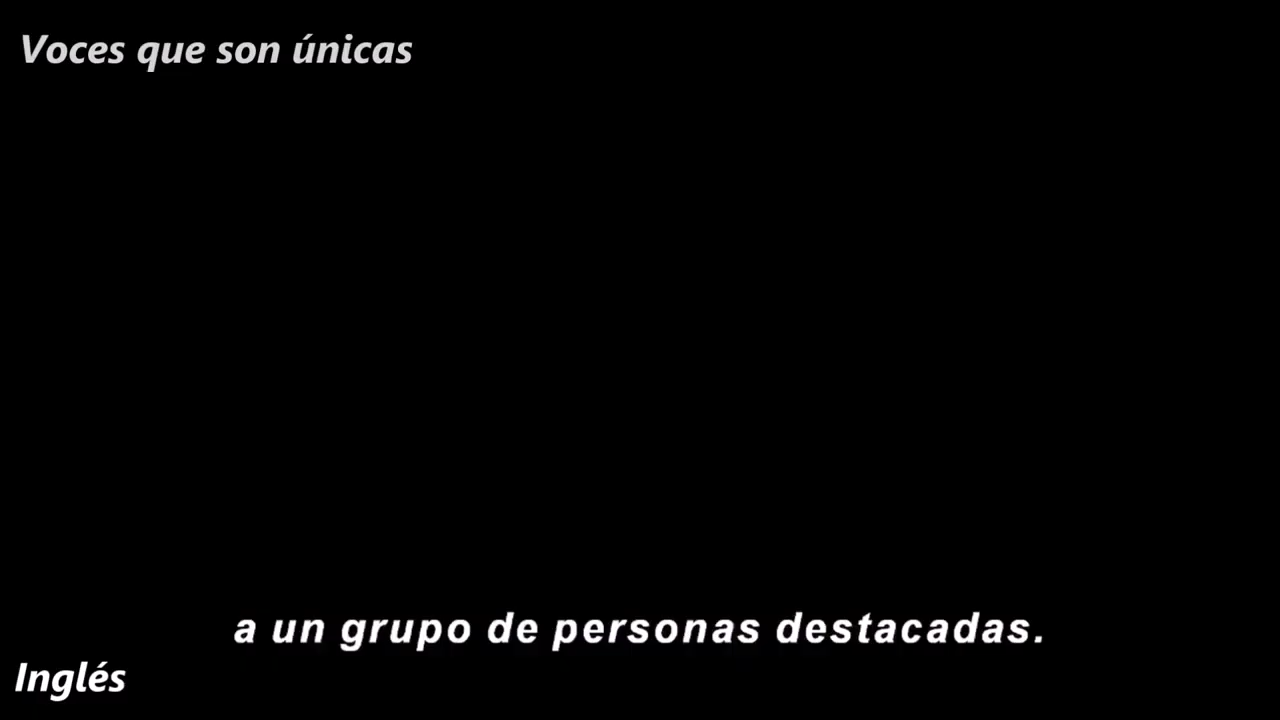 Voces que son únicas
a un grupo de personas destacadas.
Inglés